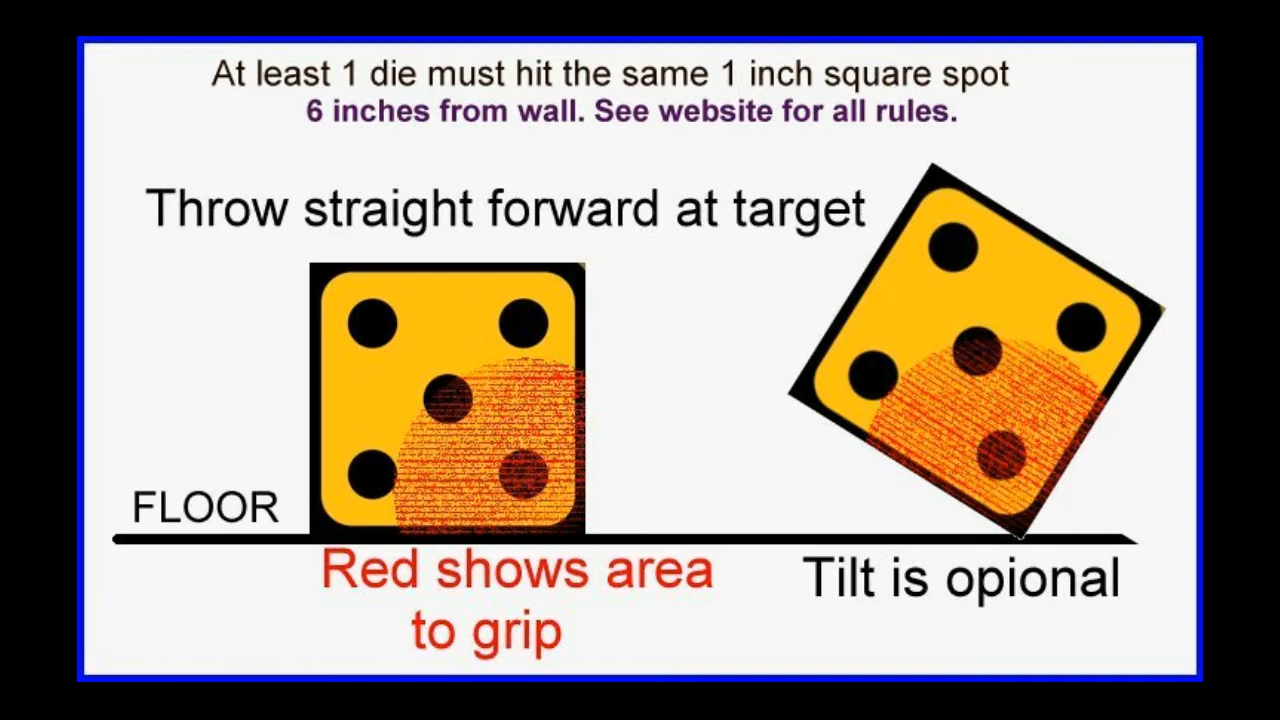 At least 1 die must hit the same 1 inch square spot
6 inches from wall. See website for all rules.
Throw straight forward at target
FLOOR
Red shows area
to grip
Tilt is opional